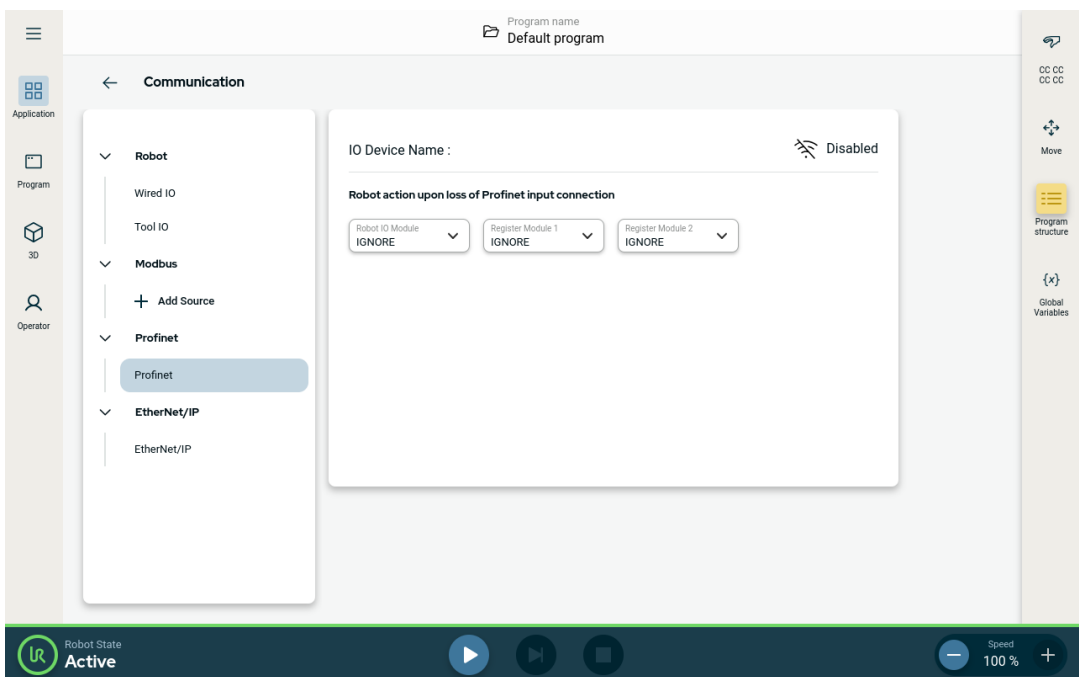 Program name
Default program
Communication
Application
Program
3D
Operator
Robot
Wired IO
Tool IO
Modbus
Add Source
Profinet
Profinet
EtherNet/IP
EtherNet/IP
IO Device Name :
Disabled
Robot action upon loss of Profinet input connection
Robot IO Module
IGNORE
Register Module 1
IGNORE
Register Module 2
IGNORE
CC CC
CC CC
Move
Program
structure
{x}
Global
Variables
UR
Robot State
Active
Speed
100 %